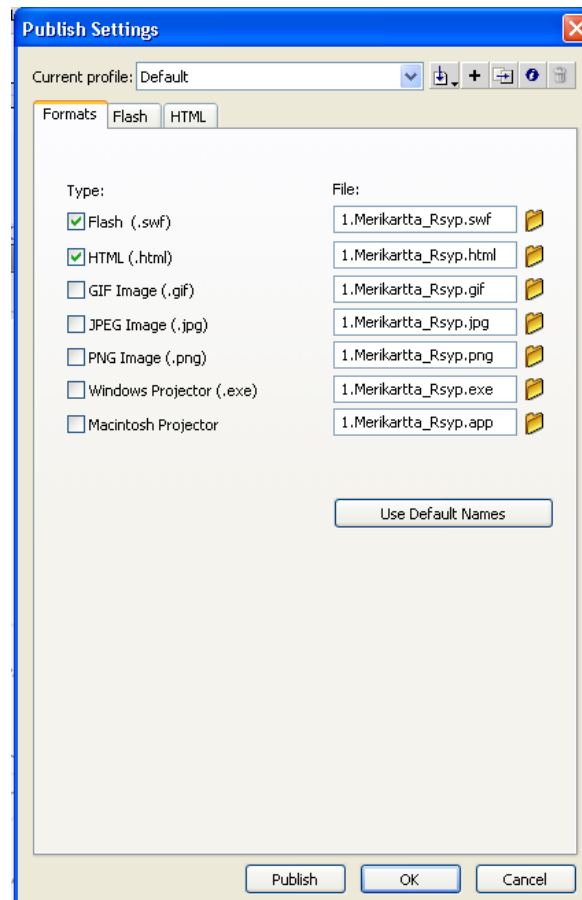 Publish Settings
Current profile: Default
Formats Flash HTML
Type: File:
Flash (.swf) 1.Merikartta_Rsyp.swf
HTML (.html) 1.Merikartta_Rsyp.html
GIF Image (.gif) 1.Merikartta_Rsyp.gif
JPEG Image (.jpg) 1.Merikartta_Rsyp.jpg
PNG Image (.png) 1.Merikartta_Rsyp.png
Windows Projector (.exe) 1.Merikartta_Rsyp.exe
Macintosh Projector 1.Merikartta_Rsyp.app
Use Default Names
Publish OK Cancel